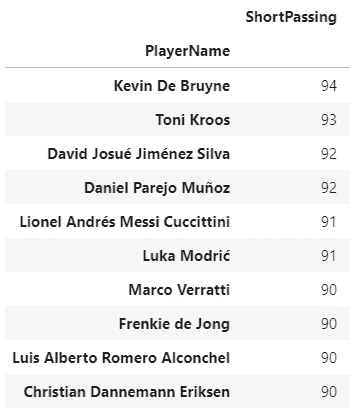 ShortPassing
PlayerName
Kevin De Bruyne 94
Toni Kroos 93
David Josué Jiménez Silva 92
Daniel Parejo Muñoz 92
Lionel Andrés Messi Cuccittini 91
Luka Modrić 91
Marco Verratti 90
Frenkie de Jong 90
Luis Alberto Romero Alconchel 90
Christian Dannemann Eriksen 90